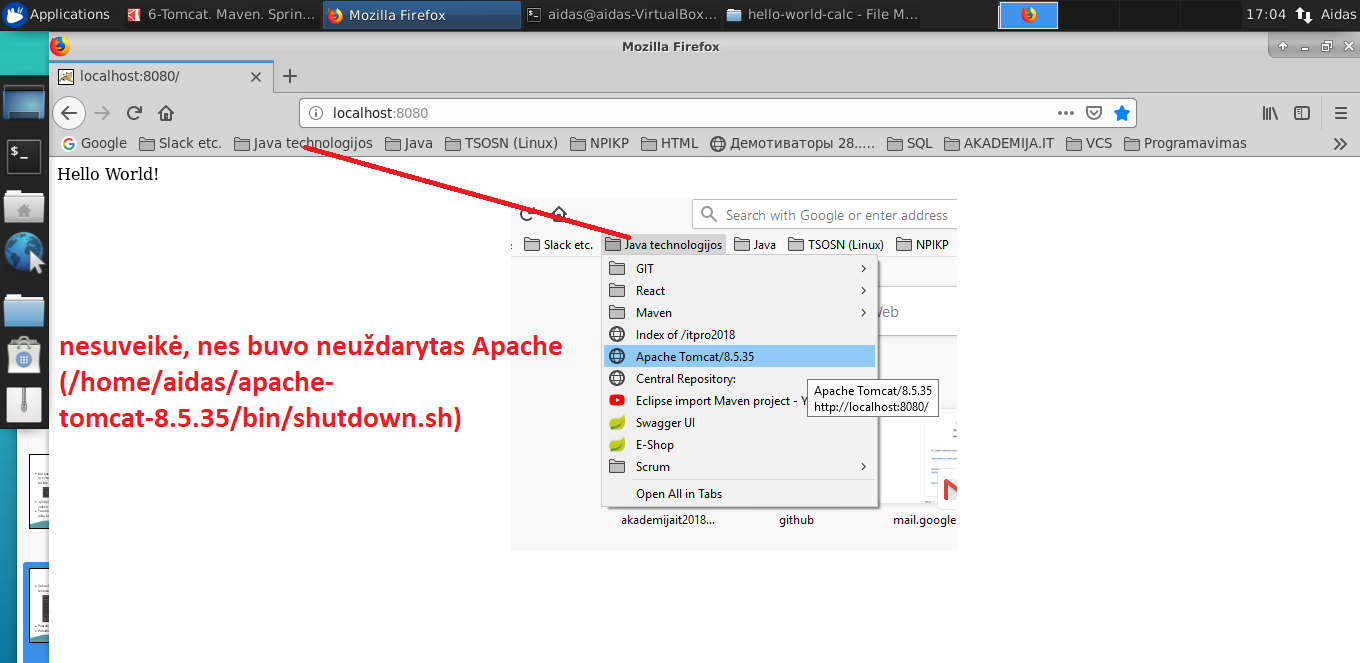 Applications
6-Tomcat. Maven. Sprin...
Mozilla Firefox
aidas@aidas-VirtualBox...
hello-world-calc - File M...
17:04
Aidas
Mozilla Firefox
localhost:8080/
localhost:8080
Google
Slack etc.
Java technologijos
Java
TSOSN (Linux)
NPIKP
HTML
Демотиваторы 28....
SQL
AKADEMIJA.IT
VCS
Programavimas
Hello World!
Search with Google or enter address
Slack etc.
Java technologijos
Java
TSOSN (Linux)
NPIKP
GIT
React
Maven
Index of /itpro2018
Apache Tomcat/8.5.35
Central Repository:
Eclipse import Maven project - Y
Swagger UI
E-Shop
Scrum
Open All in Tabs
Apache Tomcat/8.5.35
http://localhost:8080/
akademijait2018...
github
mail.google
nesuveikė, nes buvo neuždarytas Apache
(/home/aidas/apache-
tomcat-8.5.35/bin/shutdown.sh)